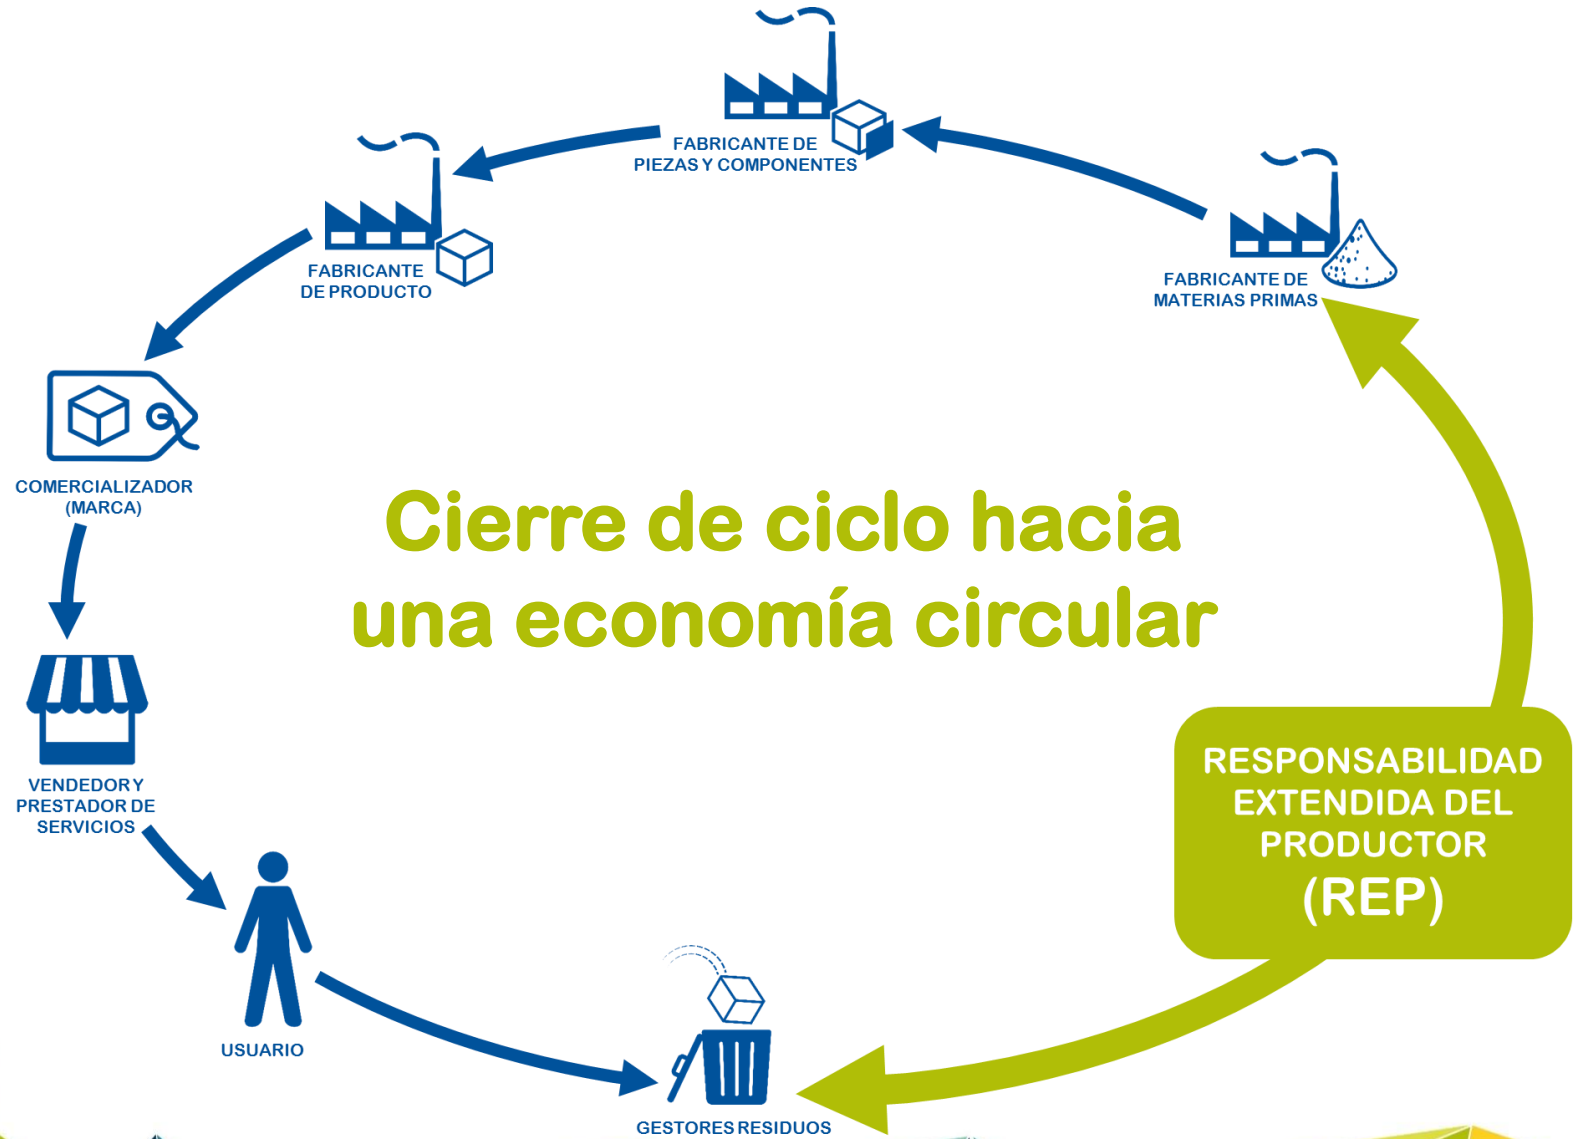 FABRICANTE DE
PIEZAS Y COMPONENTES
FABRICANTE
DE PRODUCTO
FABRICANTE DE
MATERIAS PRIMAS
COMERCIALIZADOR
(MARCA)
Cierre de ciclo hacia
una economía circular
VENDEDOR Y
PRESTADOR DE
SERVICIOS
RESPONSABILIDAD
EXTENDIDA DEL
PRODUCTOR
(REP)
USUARIO
GESTORES RESIDUOS